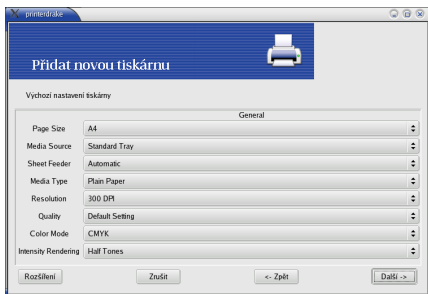 printerdrake
Přidat novou tiskárnu
Výchozí nastavení tiskárny
General
Page Size A4
Media Source Standard Tray
Sheet Feeder Automatic
Media Type Plain Paper
Resolution 300 DPI
Quality Default Setting
Color Mode CMYK
Intensity Rendering Half Tones
Rozšíření Zrušit <- Zpět Další ->